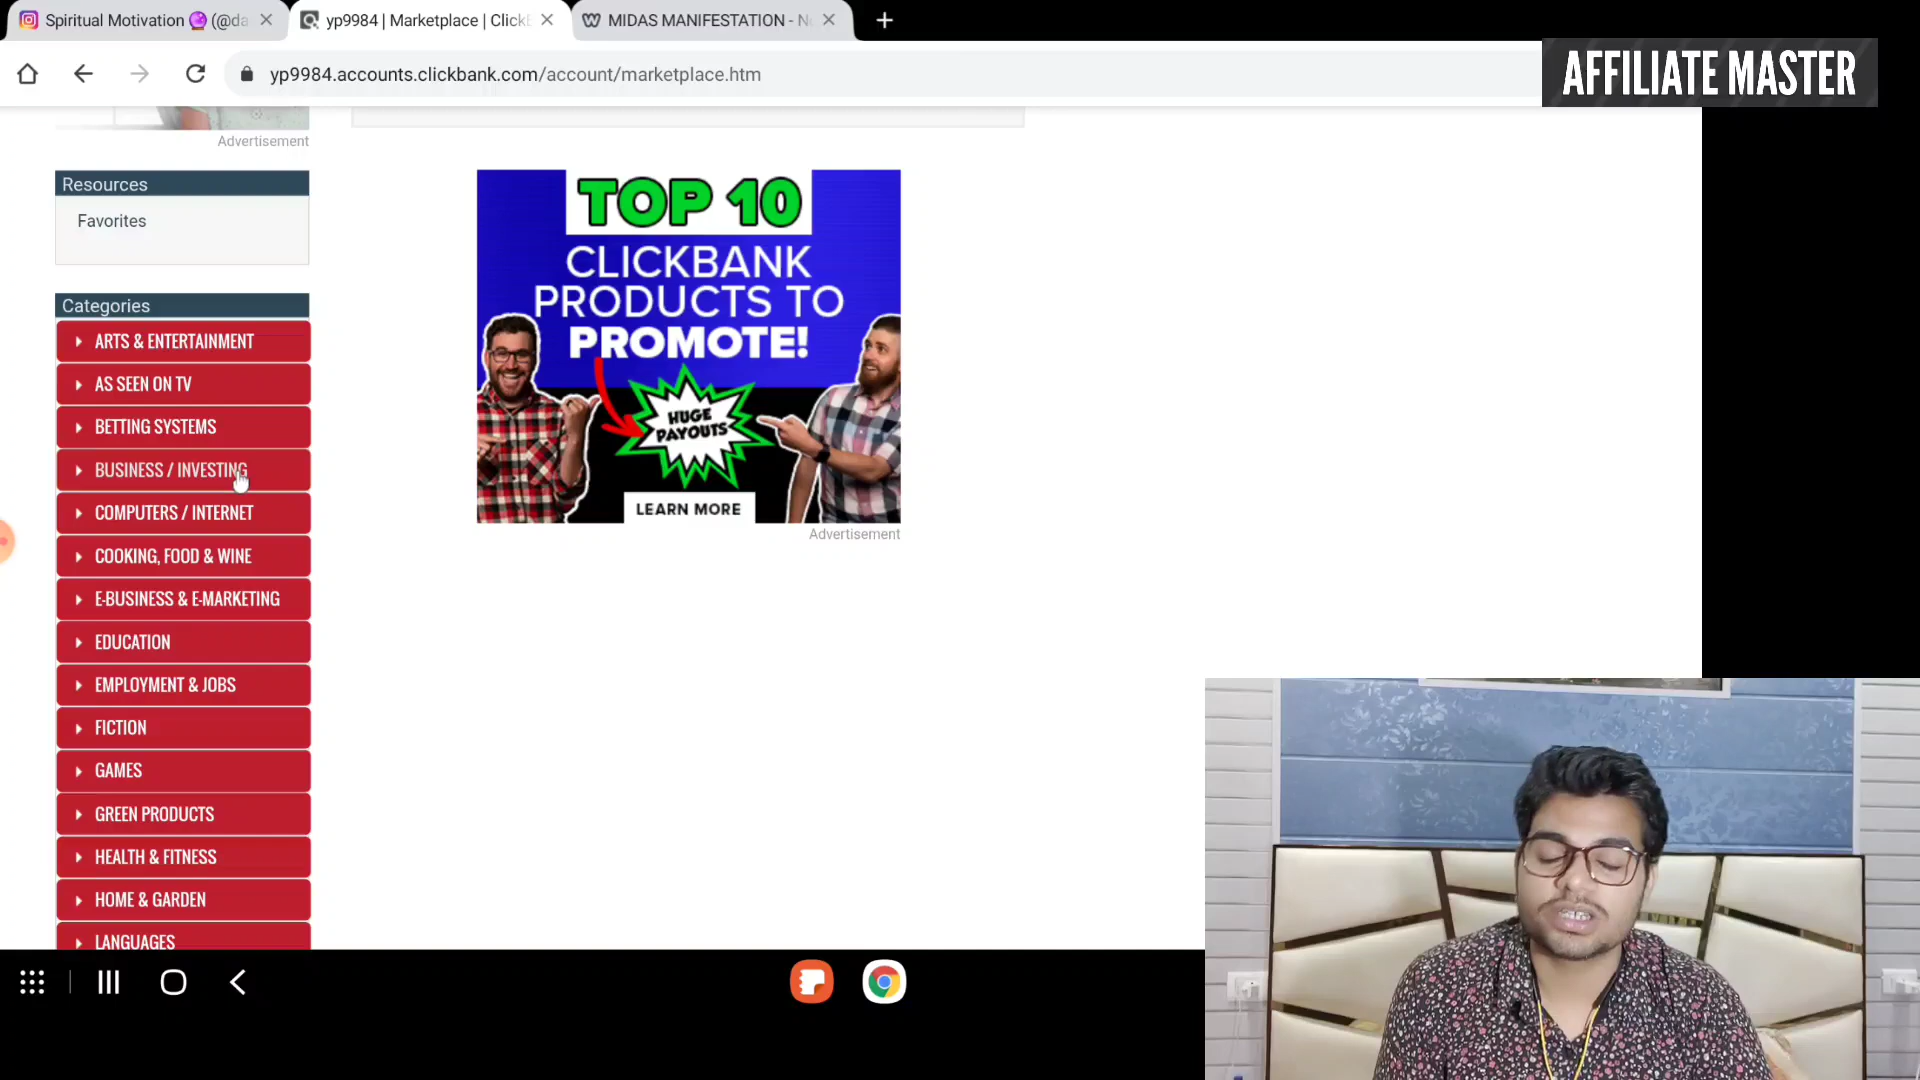 Spiritual Motivation 🔮 (@da
yp9984 | Marketplace | ClickB
MIDAS MANIFESTATION - N
yp9984.accounts.clickbank.com/account/marketplace.htm
AFFILIATE MASTER
Advertisement
Resources
Favorites
Categories
ARTS & ENTERTAINMENT
AS SEEN ON TV
BETTING SYSTEMS
BUSINESS / INVESTING
COMPUTERS / INTERNET
COOKING, FOOD & WINE
E-BUSINESS & E-MARKETING
EDUCATION
EMPLOYMENT & JOBS
FICTION
GAMES
GREEN PRODUCTS
HEALTH & FITNESS
HOME & GARDEN
LANGUAGES
TOP 10
CLICKBANK
PRODUCTS TO
PROMOTE!
HUGE
PAYOUTS
LEARN MORE
Advertisement